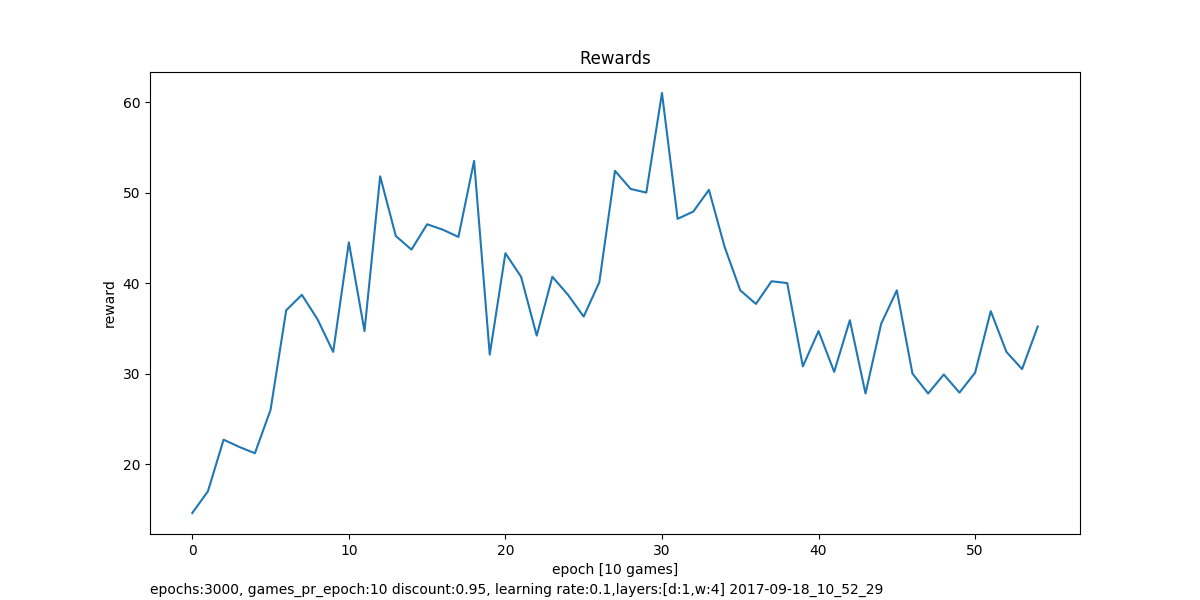 Rewards
60
50
40
30
20
reward
0 10 20 30 40 50
epoch [10 games]
epochs:3000, games_pr_epoch:10 discount:0.95, learning rate:0.1,layers:[d:1,w:4] 2017-09-18_10_52_29